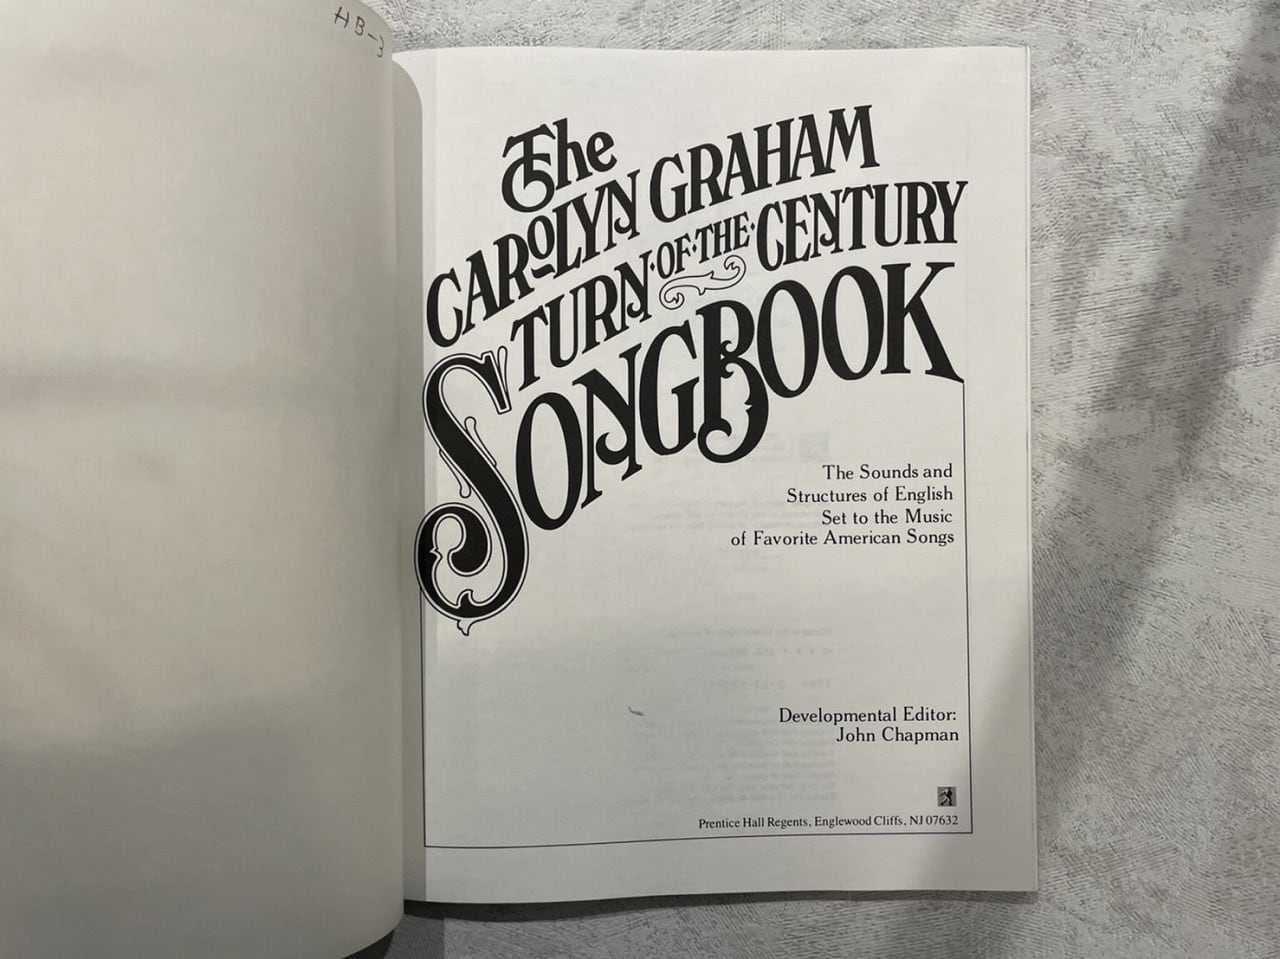 HB-3
The
CAROLYN GRAHAM
TURN·OF·THE·CENTURY
SONGBOOK
The Sounds and
Structures of English
Set to the Music
of Favorite American Songs
Developmental Editor:
John Chapman
Prentice Hall Regents, Englewood Cliffs, NJ 07632